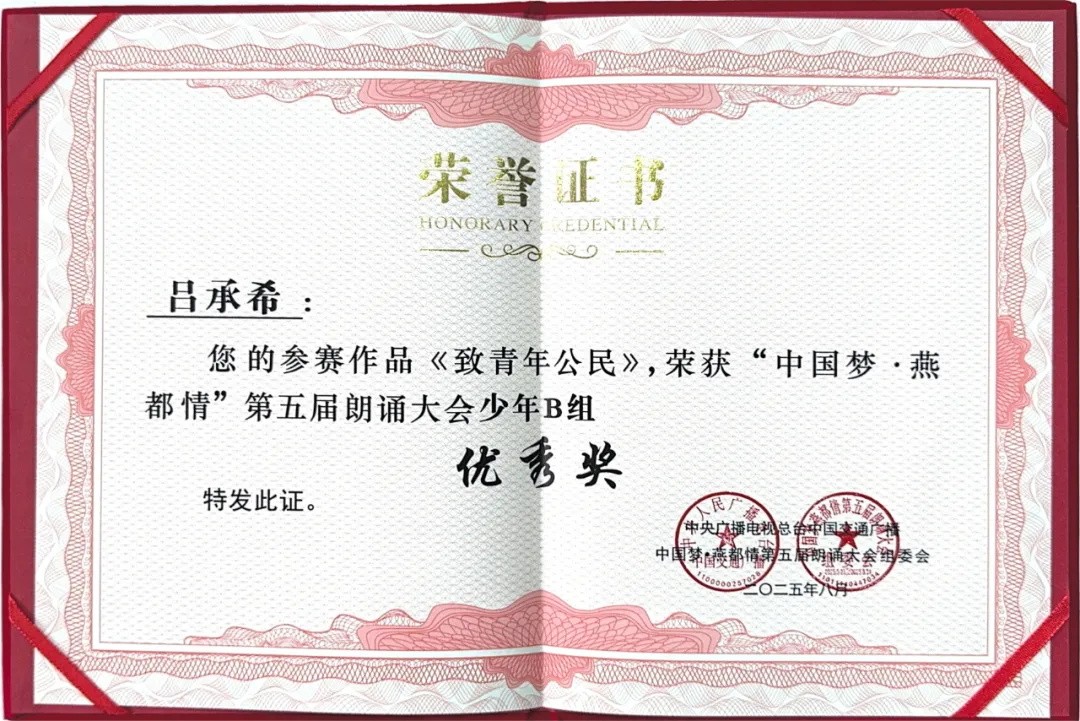 荣誉证书
HONORARY CREDENTIAL
吕承希：
您的参赛作品《致青年公民》，荣获“中国梦·燕
都情”第五届朗诵大会少年B组
优秀奖
特发此证。
中央广播电视总台中国交通广播
中国梦·燕都情第五届朗诵大会组委会
二〇二五年八月